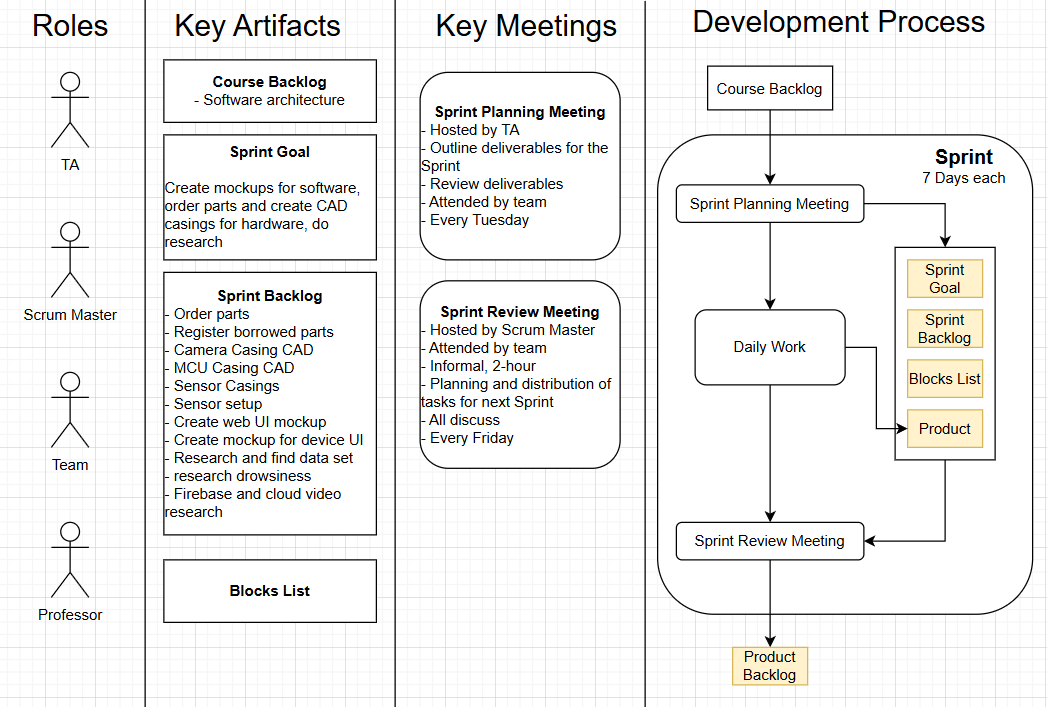 Roles
TA
Scrum Master
Team
Professor
Key Artifacts
Course Backlog
- Software architecture
Sprint Goal
Create mockups for software,
order parts and create CAD
casings for hardware, do
research
Sprint Backlog
- Order parts
- Register borrowed parts
- Camera Casing CAD
- MCU Casing CAD
- Sensor Casings
- Sensor setup
- Create web UI mockup
- Create mockup for device UI
- Research and find data set
- research drowsiness
- Firebase and cloud video
research
Blocks List
Key Meetings
Sprint Planning Meeting
- Hosted by TA
- Outline deliverables for the
Sprint
- Review deliverables
- Attended by team
- Every Tuesday
Sprint Review Meeting
- Hosted by Scrum Master
- Attended by team
- Informal, 2-hour
- Planning and distribution of
tasks for next Sprint
- All discuss
- Every Friday
Development Process
Course Backlog
Sprint
7 Days each
Sprint Planning Meeting
Sprint
Goal
Sprint
Backlog
Daily Work
Blocks List
Product
Sprint Review Meeting
Product
Backlog